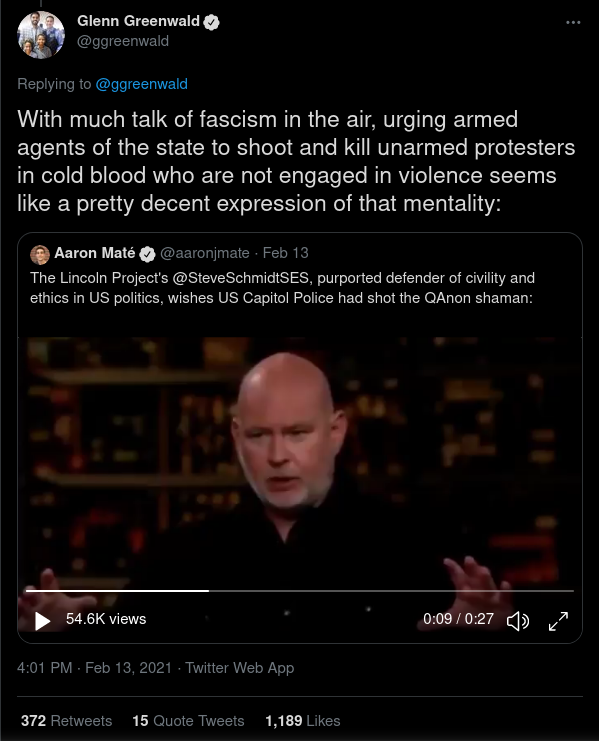 Glenn Greenwald
@ggreenwald
Replying to @ggreenwald
With much talk of fascism in the air, urging armed
agents of the state to shoot and kill unarmed protesters
in cold blood who are not engaged in violence seems
like a pretty decent expression of that mentality:
Aaron Maté @aaronjmate · Feb 13
The Lincoln Project's @SteveSchmidtSES, purported defender of civility and
ethics in US politics, wishes US Capitol Police had shot the QAnon shaman:
54.6K views 0:09 / 0:27
4:01 PM · Feb 13, 2021 · Twitter Web App
372 Retweets 15 Quote Tweets 1,189 Likes